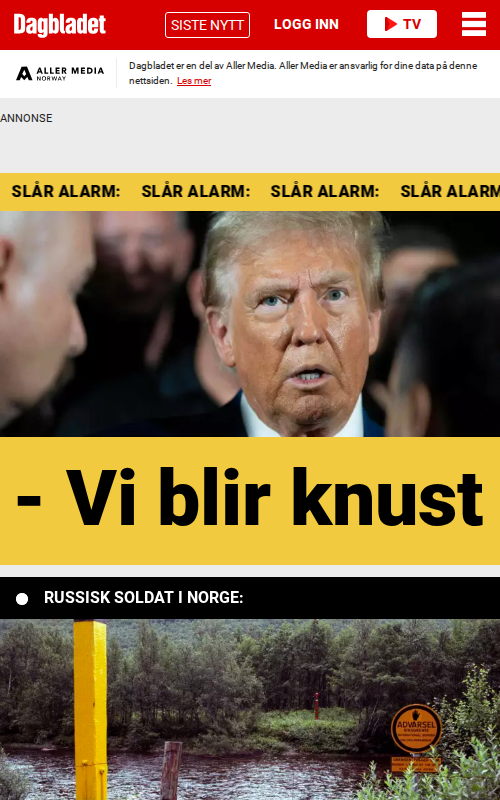 Dagbladet
SISTE NYTT
LOGG INN
TV
ALLER MEDIA
NORWAY
Dagbladet er en del av Aller Media. Aller Media er ansvarlig for dine data på denne
nettsiden. Les mer
ANNONSE
SLÅR ALARM: SLÅR ALARM: SLÅR ALARM: SLÅR ALARM
- Vi blir knust
RUSSISK SOLDAT I NORGE:
ADVARSEL